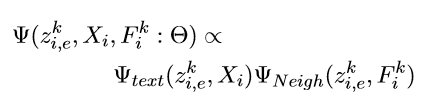 Ψ(z^k_{i,e}, X_i, F^k_i : Θ) ∝
Ψ_{text}(z^k_{i,e}, X_i)Ψ_{Neigh}(z^k_{i,e}, F^k_i)